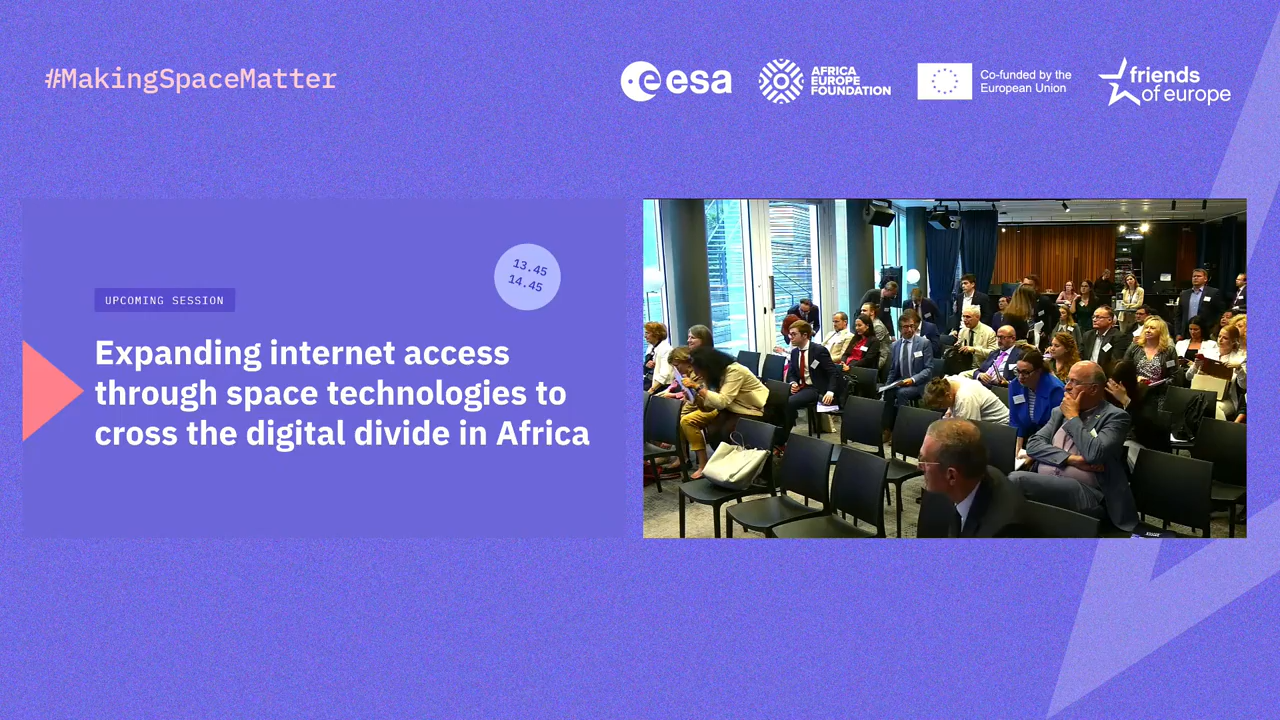 #MakingSpaceMatter
esa
AFRICA
EUROPE
FOUNDATION
Co-funded by the
European Union
friends
of europe
13.45
14.45
UPCOMING SESSION
Expanding internet access
through space technologies to
cross the digital divide in Africa